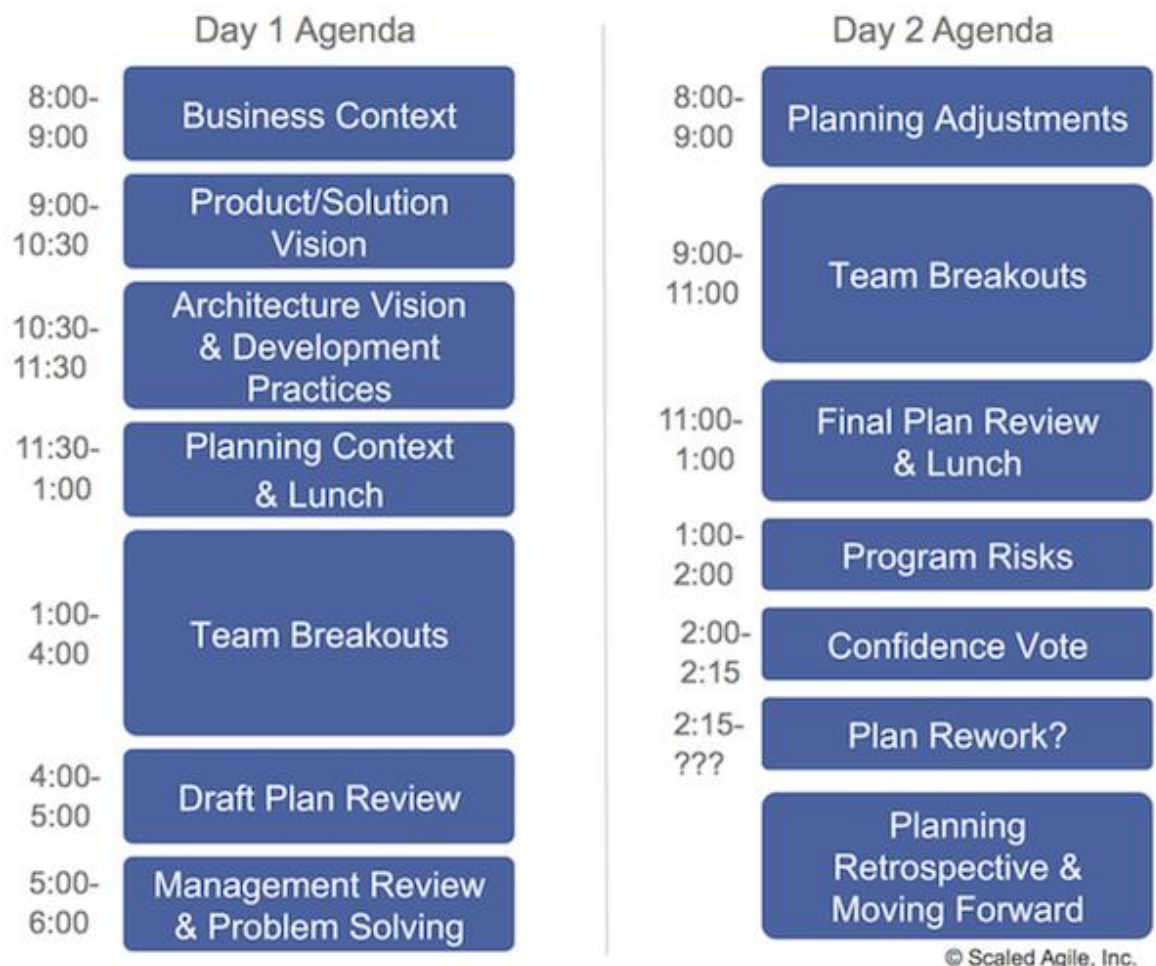 Day 1 Agenda
8:00-
9:00
Business Context
9:00-
10:30
Product/Solution
Vision
10:30-
11:30
Architecture Vision
& Development
Practices
11:30-
1:00
Planning Context
& Lunch
1:00-
4:00
Team Breakouts
4:00-
5:00
Draft Plan Review
5:00-
6:00
Management Review
& Problem Solving
Day 2 Agenda
8:00-
9:00
Planning Adjustments
9:00-
11:00
Team Breakouts
11:00-
1:00
Final Plan Review
& Lunch
1:00-
2:00
Program Risks
2:00-
2:15
Confidence Vote
2:15-
???
Plan Rework?
Planning
Retrospective &
Moving Forward
© Scaled Agile, Inc.